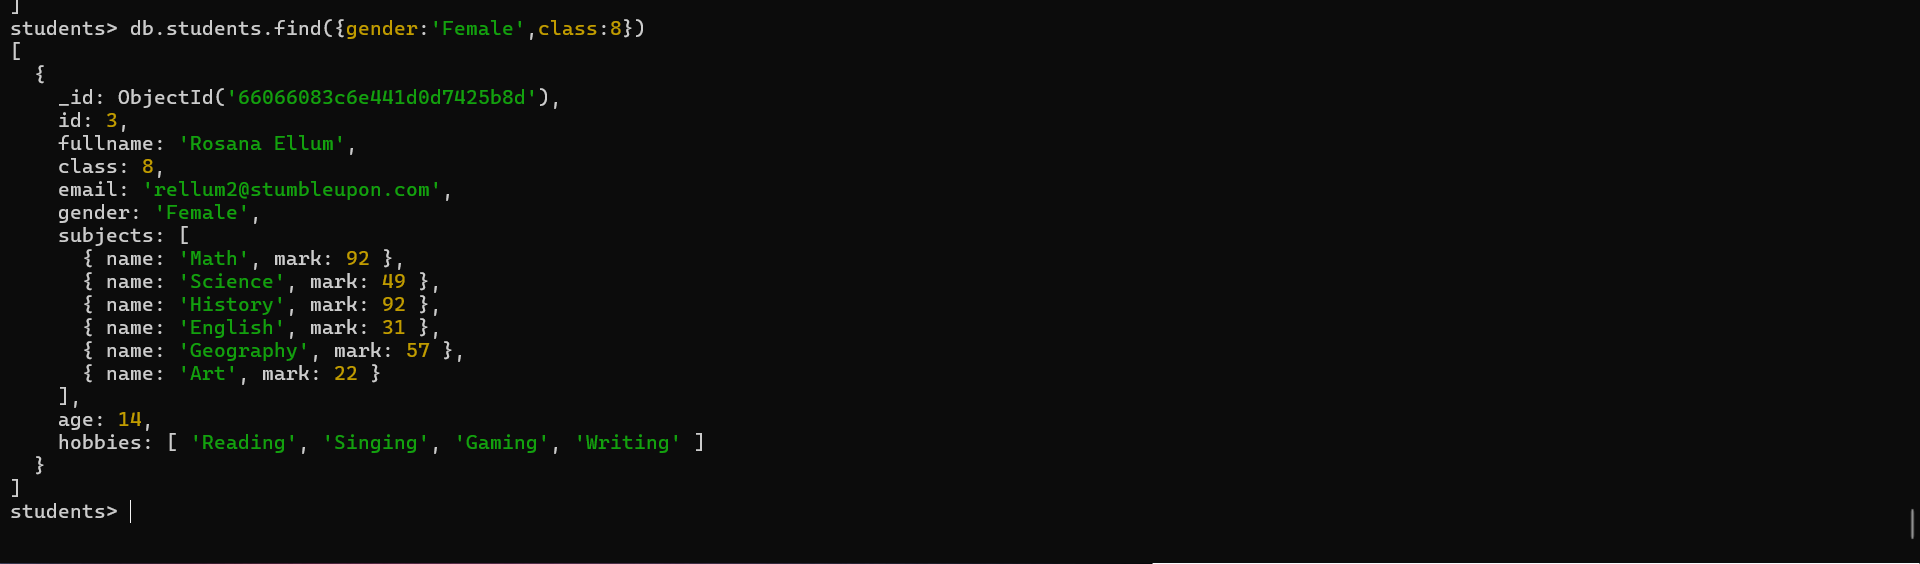 ]
students> db.students.find({gender:'Female',class:8})
[
  {
    _id: ObjectId('66066083c6e441d0d7425b8d'),
    id: 3,
    fullname: 'Rosana Ellum',
    class: 8,
    email: 'rellum2@stumbleupon.com',
    gender: 'Female',
    subjects: [
      { name: 'Math', mark: 92 },
      { name: 'Science', mark: 49 },
      { name: 'History', mark: 92 },
      { name: 'English', mark: 31 },
      { name: 'Geography', mark: 57 },
      { name: 'Art', mark: 22 }
    ],
    age: 14,
    hobbies: [ 'Reading', 'Singing', 'Gaming', 'Writing' ]
  }
]
students>